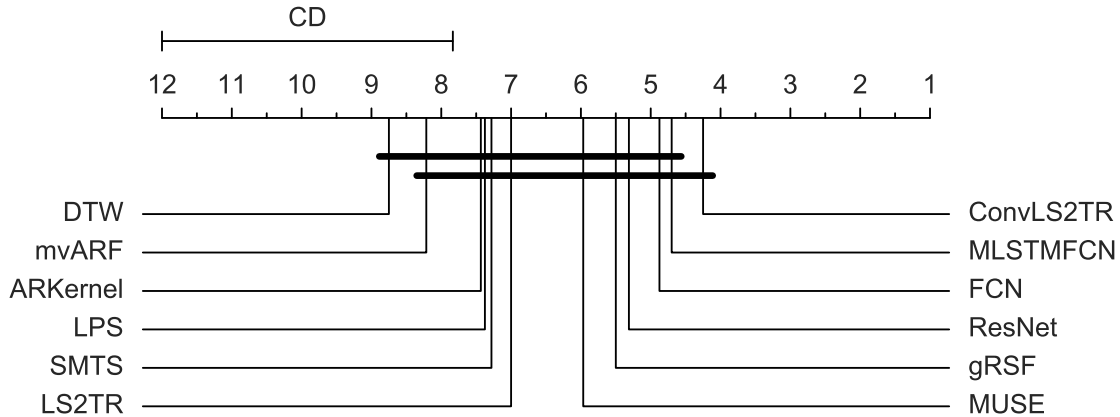 CD
12 11 10 9 8 7 6 5 4 3 2 1
DTW ConvLS2TR
mvARF MLSTMFCN
ARKernel FCN
LPS ResNet
SMTS gRSF
LS2TR MUSE